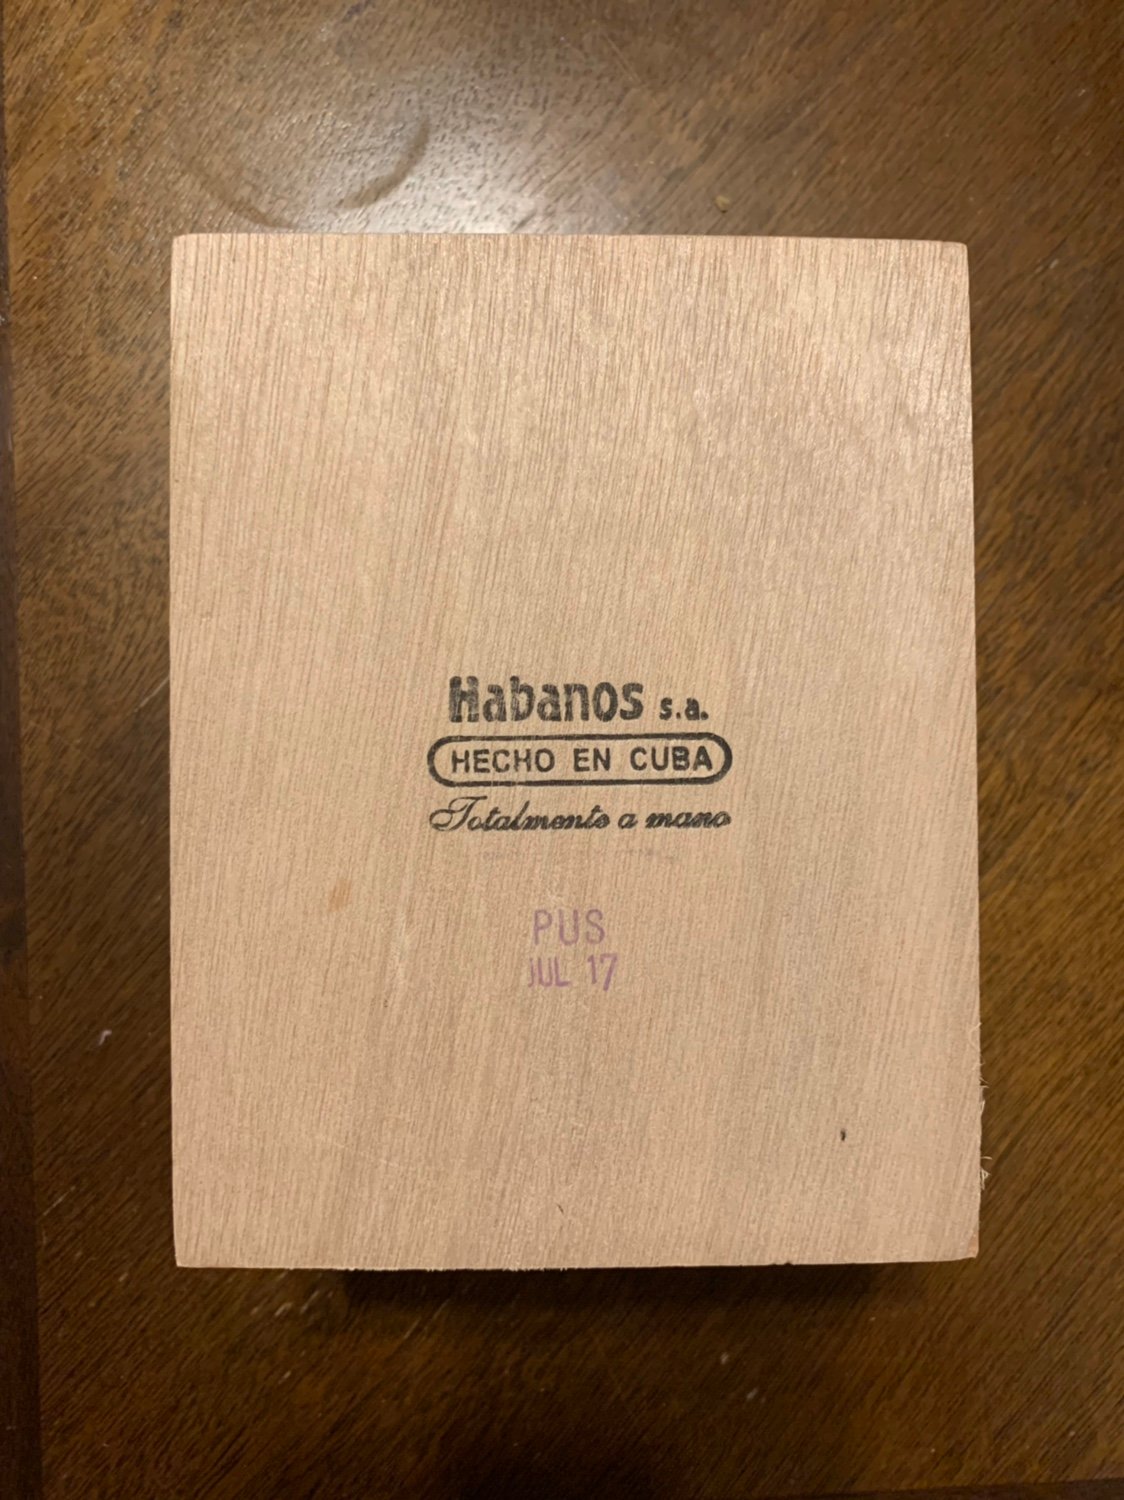 Habanos s.a.
HECHO EN CUBA
Totalmente a mano
PUS
JUL 17